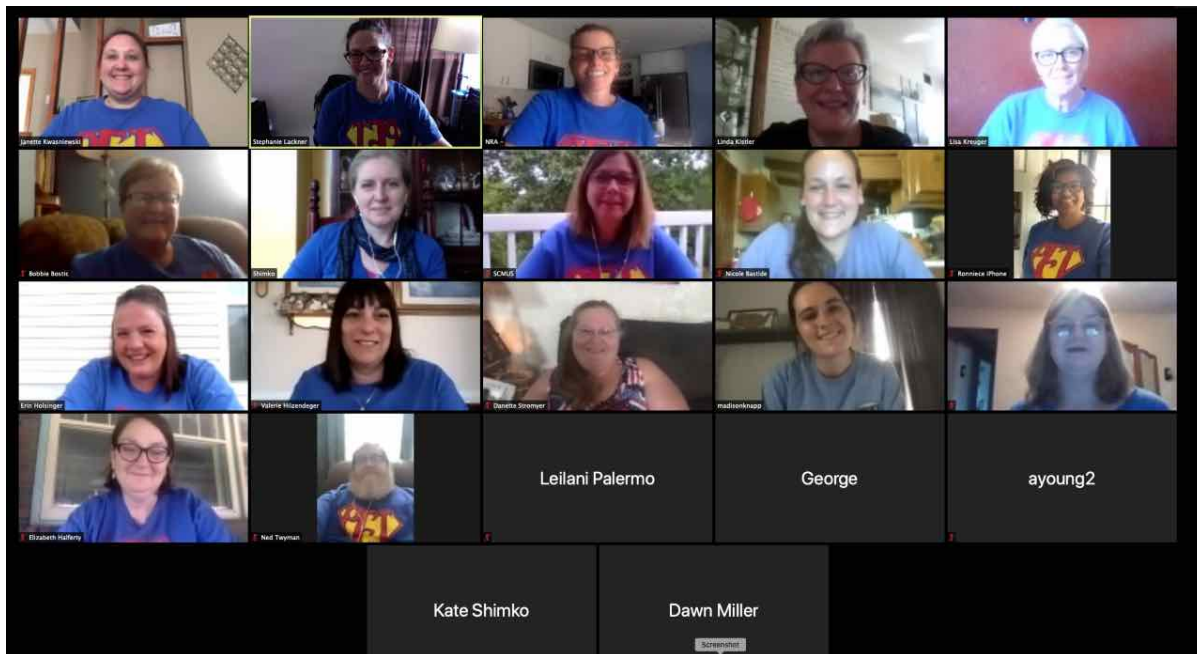 Janette Kwasniewski
Stephanie Lackner
NRA -
Linda Kistler
Lisa Kreuger
Bobbie Bostic
Shimko
SCMUS
Nicole Bastide
Ronniece iPhone
Erin Holsinger
Valerie Hilzendeger
Danette Stromyer
madisonknapp
Elizabeth Halferty
Ned Twyman
Leilani Palermo
George
ayoung2
Kate Shimko
Dawn Miller
Screenshot